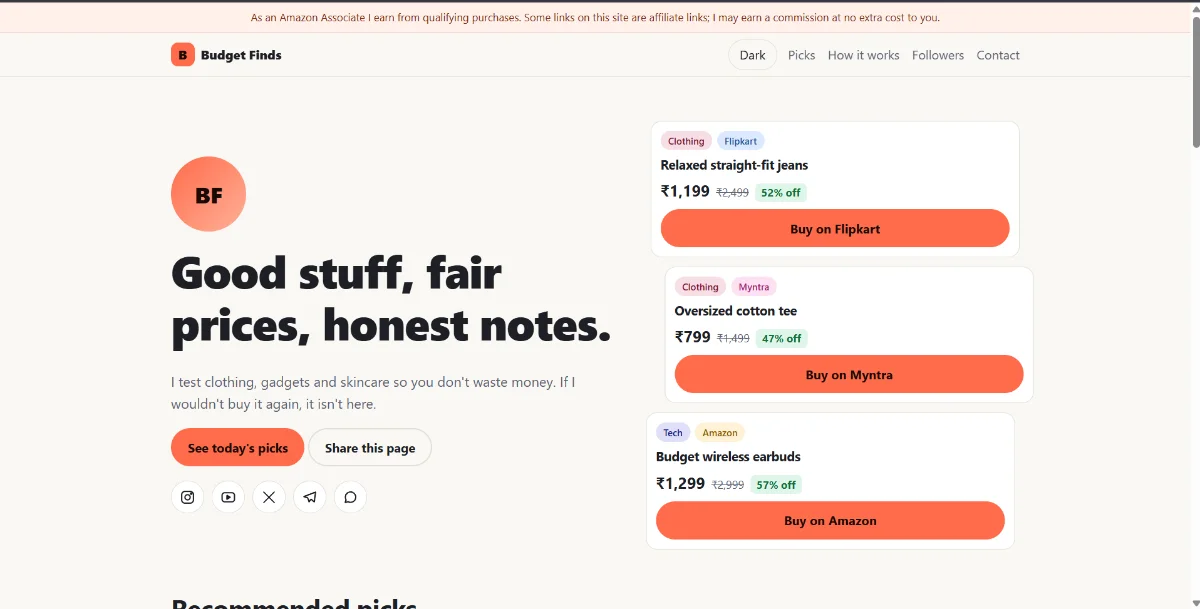 As an Amazon Associate I earn from qualifying purchases. Some links on this site are affiliate links; I may earn a commission at no extra cost to you.
B Budget Finds
Dark Picks How it works Followers Contact
BF
Good stuff, fair
prices, honest notes.
I test clothing, gadgets and skincare so you don't waste money. If I
wouldn't buy it again, it isn't here.
See today's picks Share this page
Clothing Flipkart
Relaxed straight-fit jeans
₹1,199 ₹2,499 52% off
Buy on Flipkart
Clothing Myntra
Oversized cotton tee
₹799 ₹1,499 47% off
Buy on Myntra
Tech Amazon
Budget wireless earbuds
₹1,299 ₹2,999 57% off
Buy on Amazon
Recommended picks